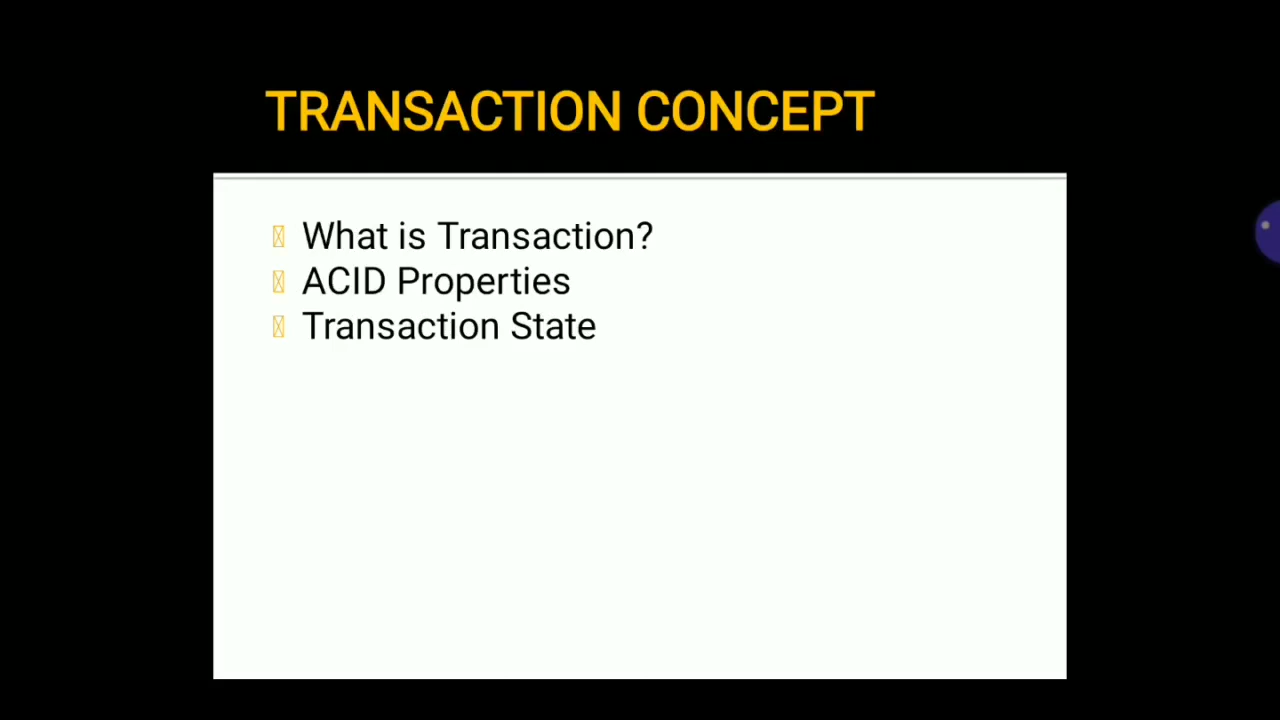 TRANSACTION CONCEPT
What is Transaction?
ACID Properties
Transaction State